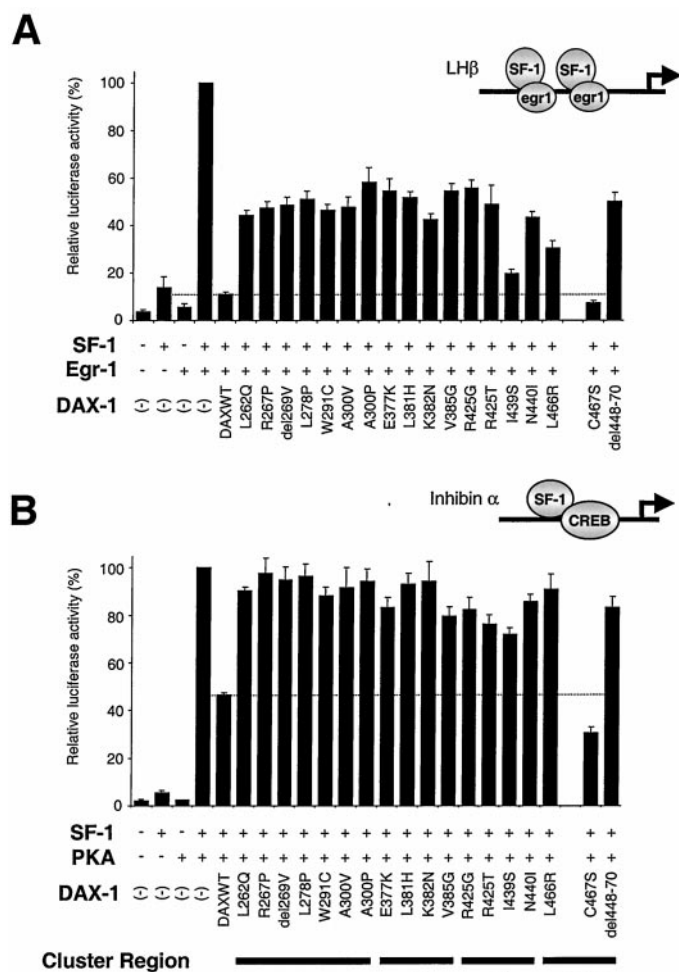 A
LHβ
SF-1 SF-1
egr1 egr1
Relative luciferase activity (%)
100
80
60
40
20
0
SF-1 - + - + + + + + + + + + + + + + + + + + + + +
Egr-1 - - + + + + + + + + + + + + + + + + + + + + +
DAX-1 (-) (-) (-) (-) DAXWT L262Q R267P del269V L278P W291C A300V A300P E377K L381H K382N V385G R425G R425T I439S N440I L466R C467S del448-70
B
Inhibin α
SF-1
CREB
Relative luciferase activity (%)
100
80
60
40
20
0
SF-1 - + - + + + + + + + + + + + + + + + + + + + +
PKA - - + + + + + + + + + + + + + + + + + + + + +
DAX-1 (-) (-) (-) (-) DAXWT L262Q R267P del269V L278P W291C A300V A300P E377K L381H K382N V385G R425G R425T I439S N440I L466R C467S del448-70
Cluster Region